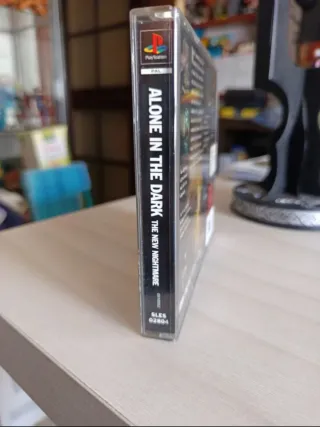 PlayStation
PAL
ALONE IN THE DARK THE NEW NIGHTMARE
SLES
02804